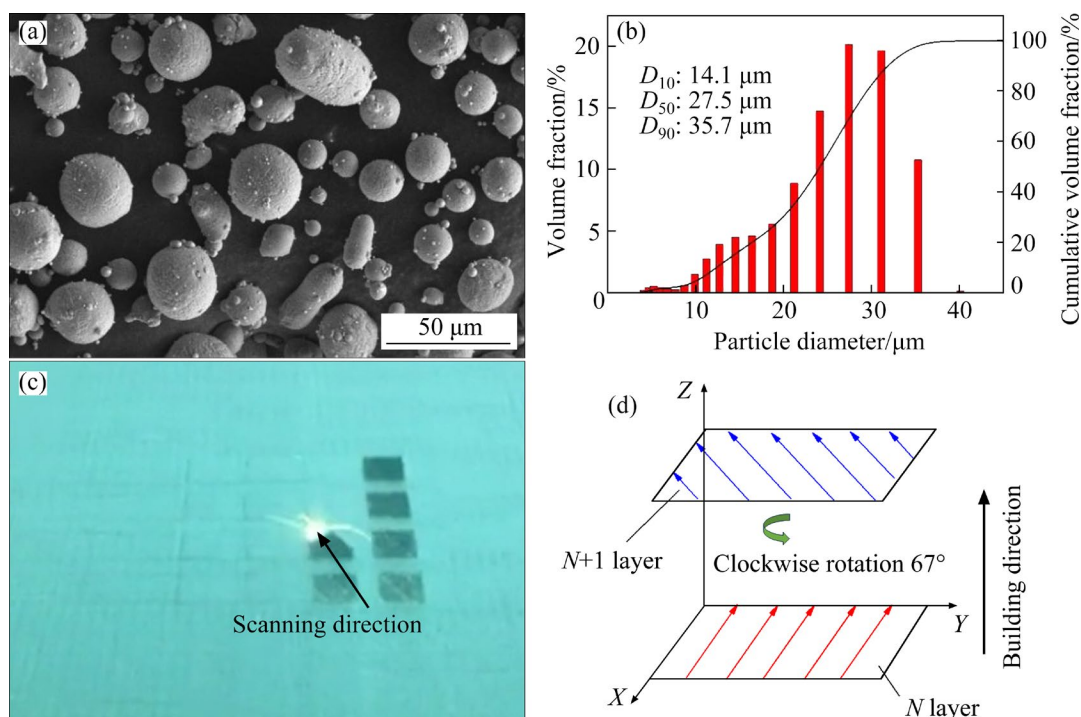 (a)
50 μm
(b)
Volume fraction/%
20
15
10
5
0
D10: 14.1 μm
D50: 27.5 μm
D90: 35.7 μm
100
80
60
40
20
0
Cumulative volume fraction/%
10
20
30
40
Particle diameter/μm
(c)
Scanning direction
(d)
Z
N+1 layer
Clockwise rotation 67°
Building direction
Y
X
N layer